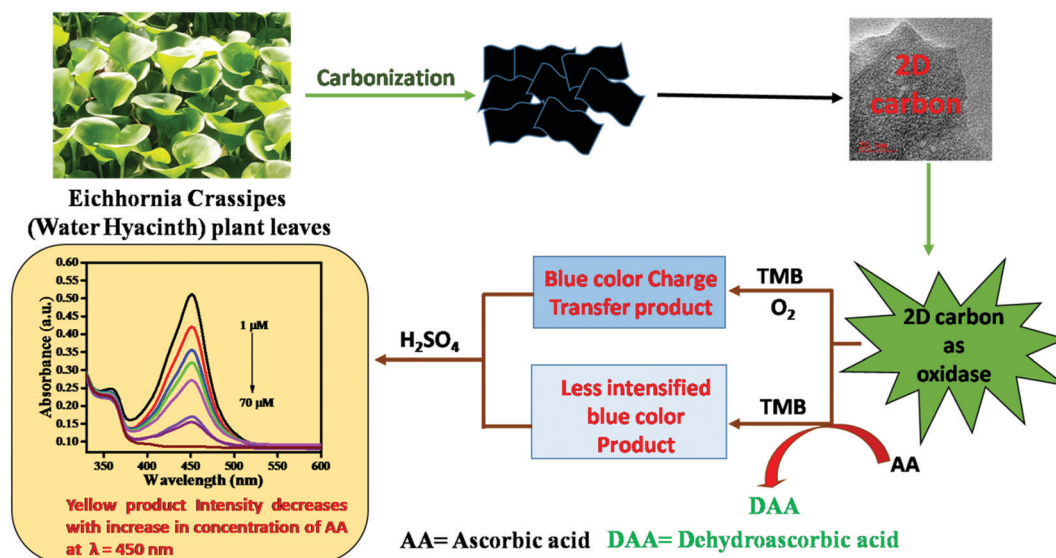 Carbonization
2D
carbon
Eichhornia Crassipes
(Water Hyacinth) plant leaves
0.60
0.55
0.50
0.45
0.40
0.35
0.30
0.25
0.20
0.15
0.10
Absorbance (a.u.)
1 µM
70 µM
350 400 450 500 550 600
Wavelength (nm)
Yellow product Intensity decreases
with increase in concentration of AA
at λ = 450 nm
H₂SO₄
Blue color Charge
Transfer product
Less intensified
blue color
Product
TMB
O₂
TMB
2D carbon
as
oxidase
AA
DAA
AA= Ascorbic acid DAA= Dehydroascorbic acid